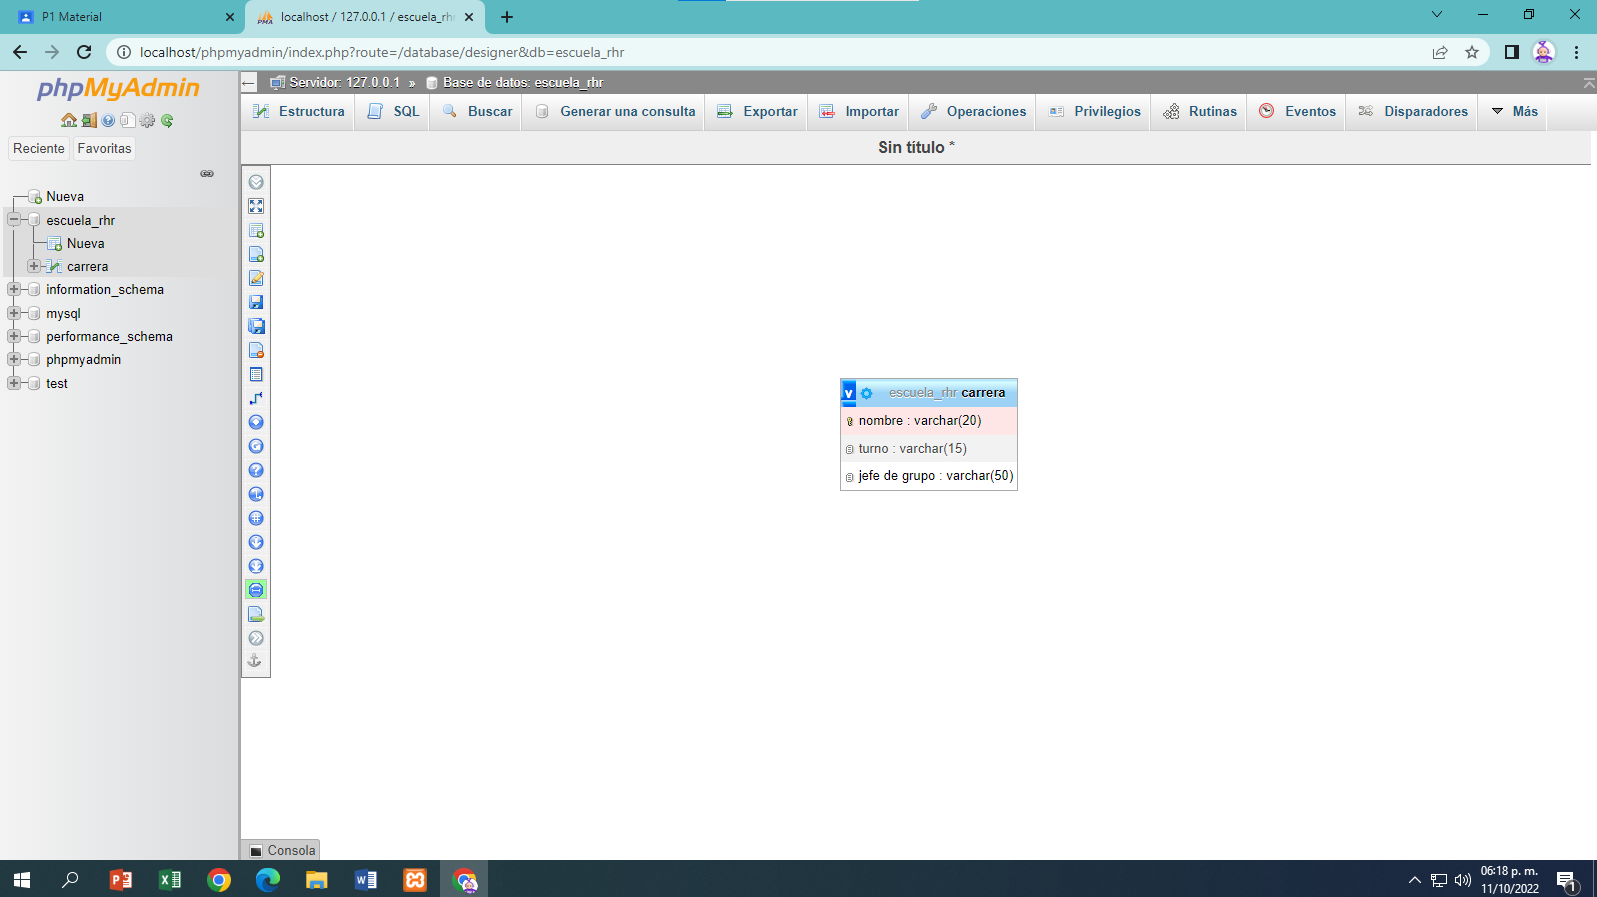 P1 Material
localhost / 127.0.0.1 / escuela_rhr
localhost/phpmyadmin/index.php?route=/database/designer&db=escuela_rhr
phpMyAdmin
Reciente
Favoritas
Nueva
escuela_rhr
Nueva
carrera
information_schema
mysql
performance_schema
phpmyadmin
test
Servidor: 127.0.0.1 » Base de datos: escuela_rhr
Estructura
SQL
Buscar
Generar una consulta
Exportar
Importar
Operaciones
Privilegios
Rutinas
Eventos
Disparadores
Más
Sin título *
v escuela_rhr carrera
nombre : varchar(20)
turno : varchar(15)
jefe de grupo : varchar(50)
Consola
06:18 p. m.
11/10/2022
1